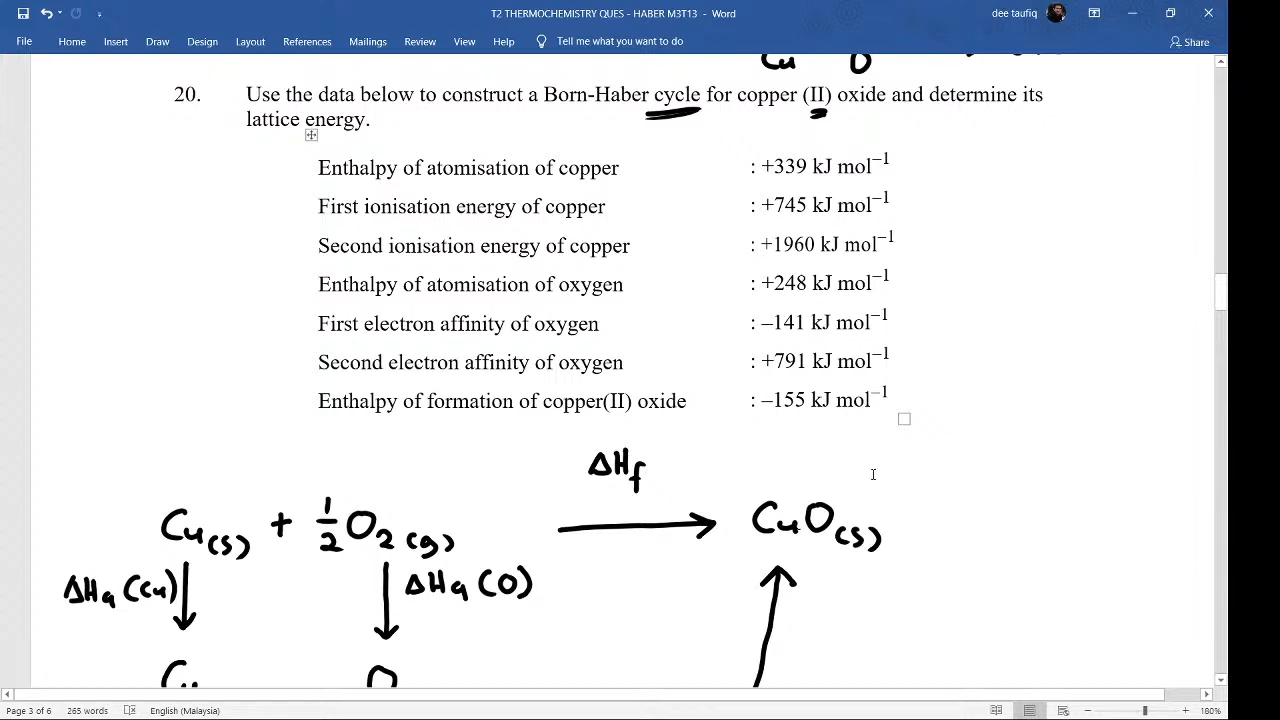 T2 THERMOCHEMISTRY QUES - HABER M3T13 - Word
dee taufiq
File Home Insert Draw Design Layout References Mailings Review View Help Tell me what you want to do Share
Cu O
20. Use the data below to construct a Born-Haber cycle for copper (II) oxide and determine its
lattice energy.
Enthalpy of atomisation of copper : +339 kJ mol⁻¹
First ionisation energy of copper : +745 kJ mol⁻¹
Second ionisation energy of copper : +1960 kJ mol⁻¹
Enthalpy of atomisation of oxygen : +248 kJ mol⁻¹
First electron affinity of oxygen : –141 kJ mol⁻¹
Second electron affinity of oxygen : +791 kJ mol⁻¹
Enthalpy of formation of copper(II) oxide : –155 kJ mol⁻¹
ΔHf
Cu(s) + 1/2 O2(g) → CuO(s)
ΔHa (Cu) ΔHa (O)
Cu O
Page 3 of 6 265 words English (Malaysia) 180%